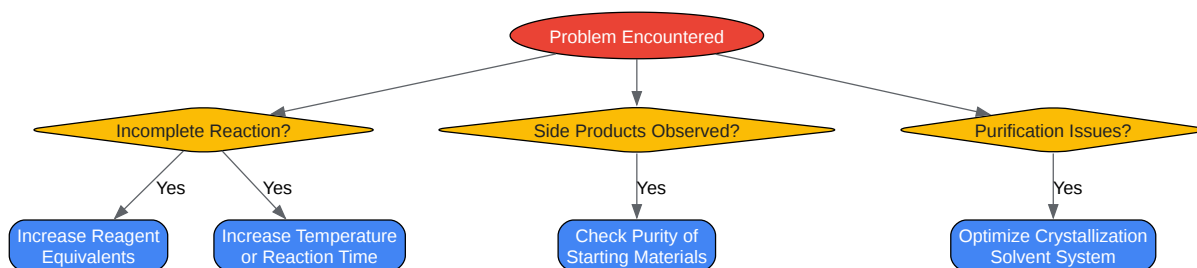 Problem Encountered
Incomplete Reaction?
Side Products Observed?
Purification Issues?
Yes
Yes
Yes
Yes
Increase Reagent
Equivalents
Increase Temperature
or Reaction Time
Check Purity of
Starting Materials
Optimize Crystallization
Solvent System